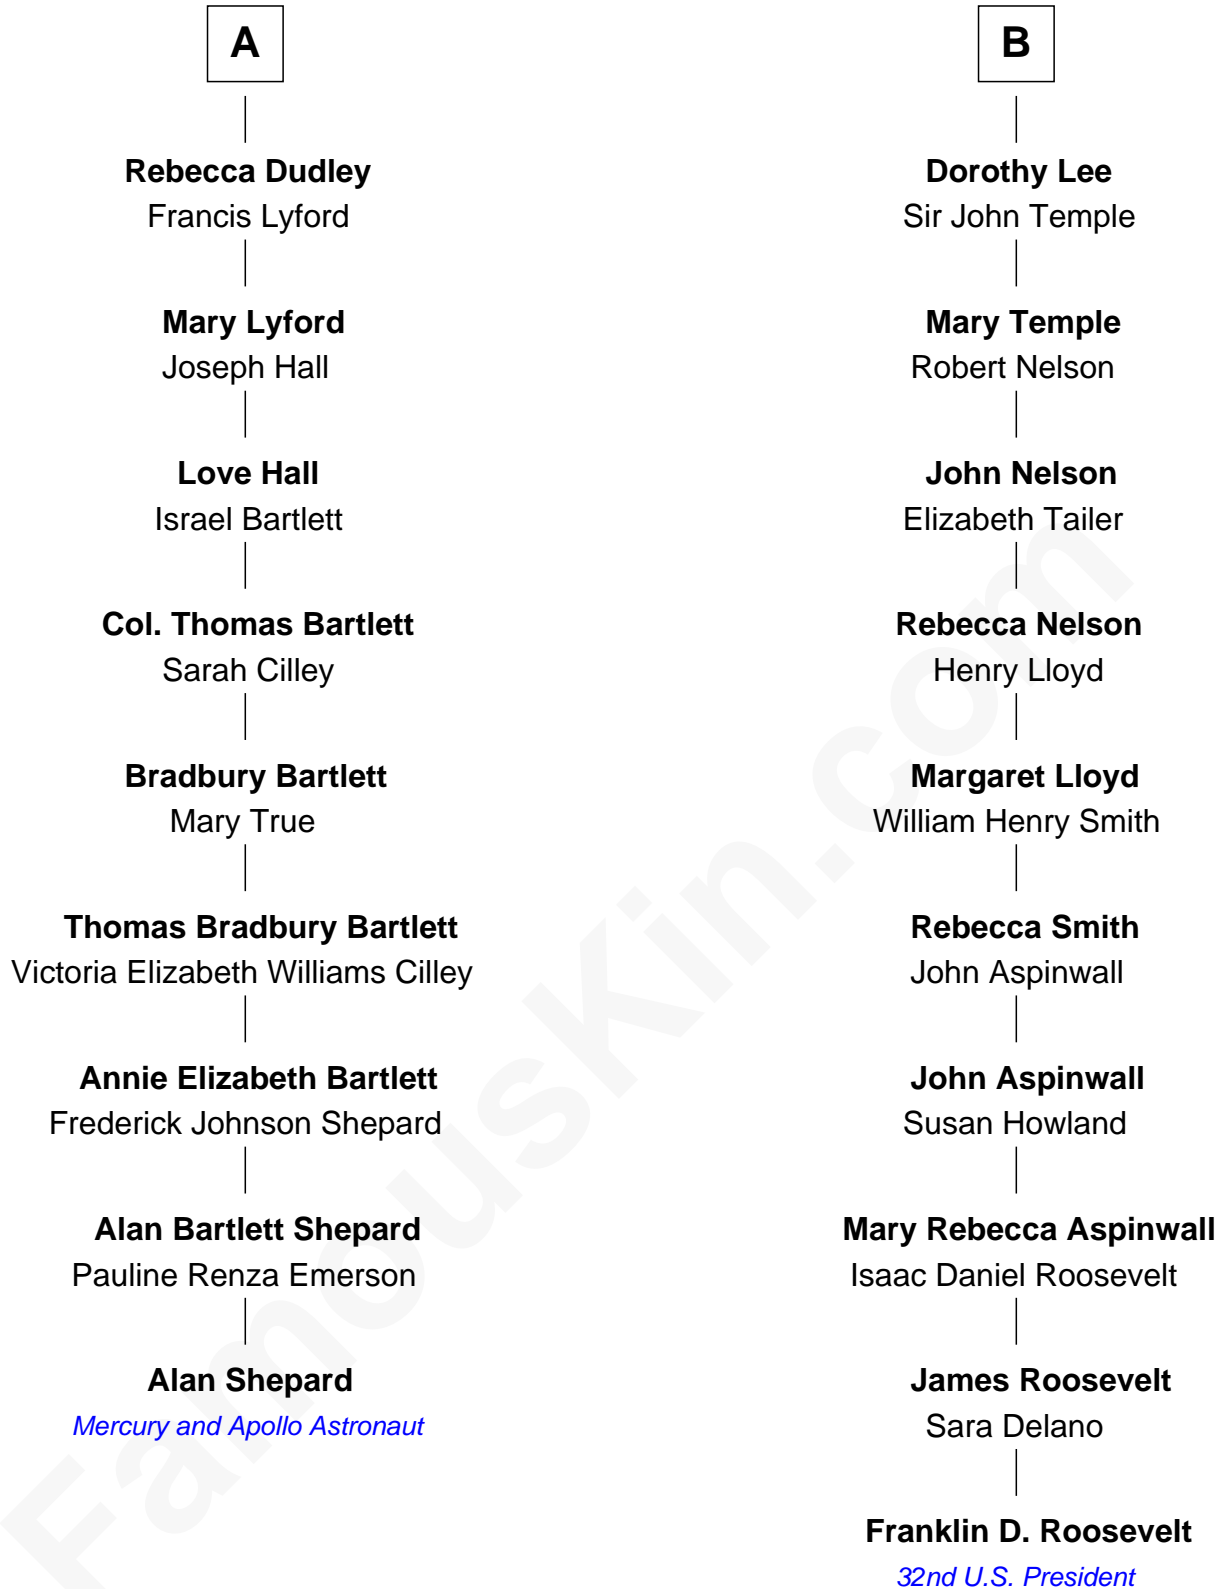 A
Rebecca Dudley
Francis Lyford
Mary Lyford
Joseph Hall
Love Hall
Israel Bartlett
Col. Thomas Bartlett
Sarah Cilley
Bradbury Bartlett
Mary True
Thomas Bradbury Bartlett
Victoria Elizabeth Williams Cilley
Annie Elizabeth Bartlett
Frederick Johnson Shepard
Alan Bartlett Shepard
Pauline Renza Emerson
Alan Shepard
Mercury and Apollo Astronaut
B
Dorothy Lee
Sir John Temple
Mary Temple
Robert Nelson
John Nelson
Elizabeth Tailer
Rebecca Nelson
Henry Lloyd
Margaret Lloyd
William Henry Smith
Rebecca Smith
John Aspinwall
John Aspinwall
Susan Howland
Mary Rebecca Aspinwall
Isaac Daniel Roosevelt
James Roosevelt
Sara Delano
Franklin D. Roosevelt
32nd U.S. President
FamousKin.com